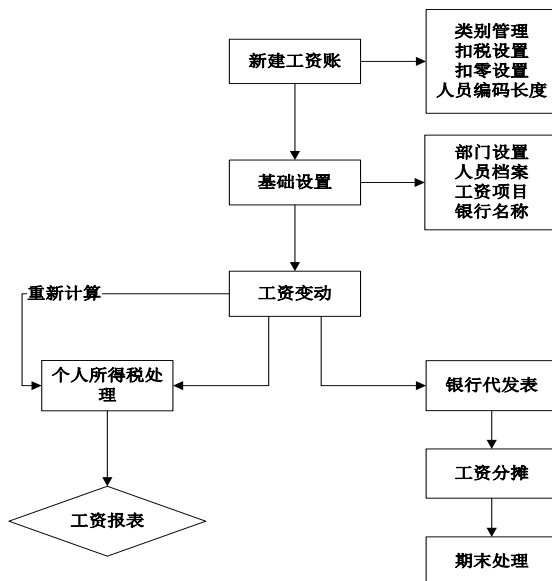 新建工资账
类别管理
扣税设置
扣零设置
人员编码长度
基础设置
部门设置
人员档案
工资项目
银行名称
工资变动
重新计算
个人所得税处
理
银行代发表
工资报表
工资分摊
期末处理